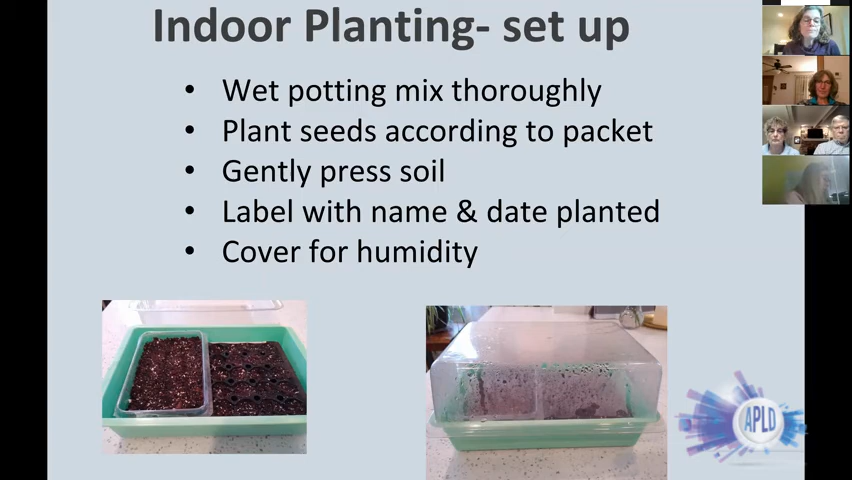 Indoor Planting- set up
• Wet potting mix thoroughly
• Plant seeds according to packet
• Gently press soil
• Label with name & date planted
• Cover for humidity
APLD